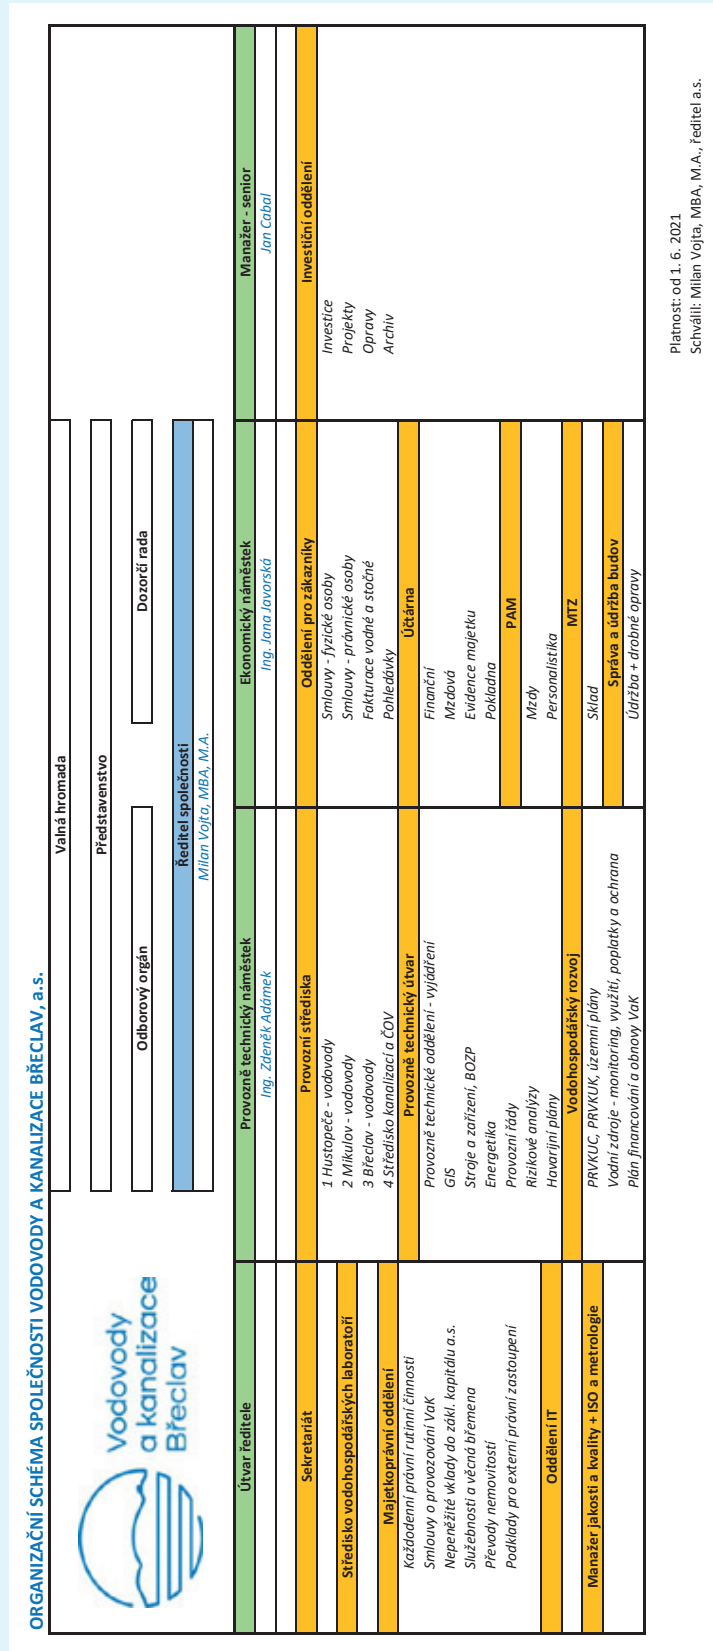 ORGANIZAČNÍ SCHÉMA SPOLEČNOSTI VODOVODY A KANALIZACE BŘECLAV, a.s.
Vodovody
a kanalizace
Břeclav
Valná hromada
Představenstvo
Odborový orgán
Dozorčí rada
Ředitel společnosti
Milan Vojta, MBA, M.A.
Útvar ředitele
Sekretariát
Středisko vodohospodářských laboratoří
Majetkoprávní oddělení
Každodenní právní rutinní činnosti
Smlouvy o provozování VaK
Nepeněžité vklady do zákl. kapitálu a.s.
Služebnosti a věcná břemena
Převody nemovitostí
Podklady pro externí právní zastoupení
Oddělení IT
Manažer jakosti a kvality + ISO a metrologie
Provozně technický náměstek
Ing. Zdeněk Adámek
Provozní střediska
1 Hustopeče - vodovody
2 Mikulov - vodovody
3 Břeclav - vodovody
4 Středisko kanalizací a ČOV
Provozně technický útvar
Provozně technické oddělení - vyjádření
GIS
Stroje a zařízení, BOZP
Energetika
Provozní řády
Rizikové analýzy
Havarijní plány
Vodohospodářský rozvoj
PRVKUC, PRVKUK, územní plány
Vodní zdroje - monitoring, využití, poplatky a ochrana
Plán financování a obnovy VaK
Ekonomický náměstek
Ing. Jana Javorská
Oddělení pro zákazníky
Smlouvy - fyzické osoby
Smlouvy - právnické osoby
Fakturace vodné a stočné
Pohledávky
Účtárna
Finanční
Mzdová
Evidence majetku
Pokladna
PAM
Mzdy
Personalistika
MTZ
Sklad
Správa a údržba budov
Údržba + drobné opravy
Manažer - senior
Jan Cabal
Investiční oddělení
Investice
Projekty
Opravy
Archiv
Platnost: od 1. 6. 2021
Schválil: Milan Vojta, MBA, M.A., ředitel a.s.